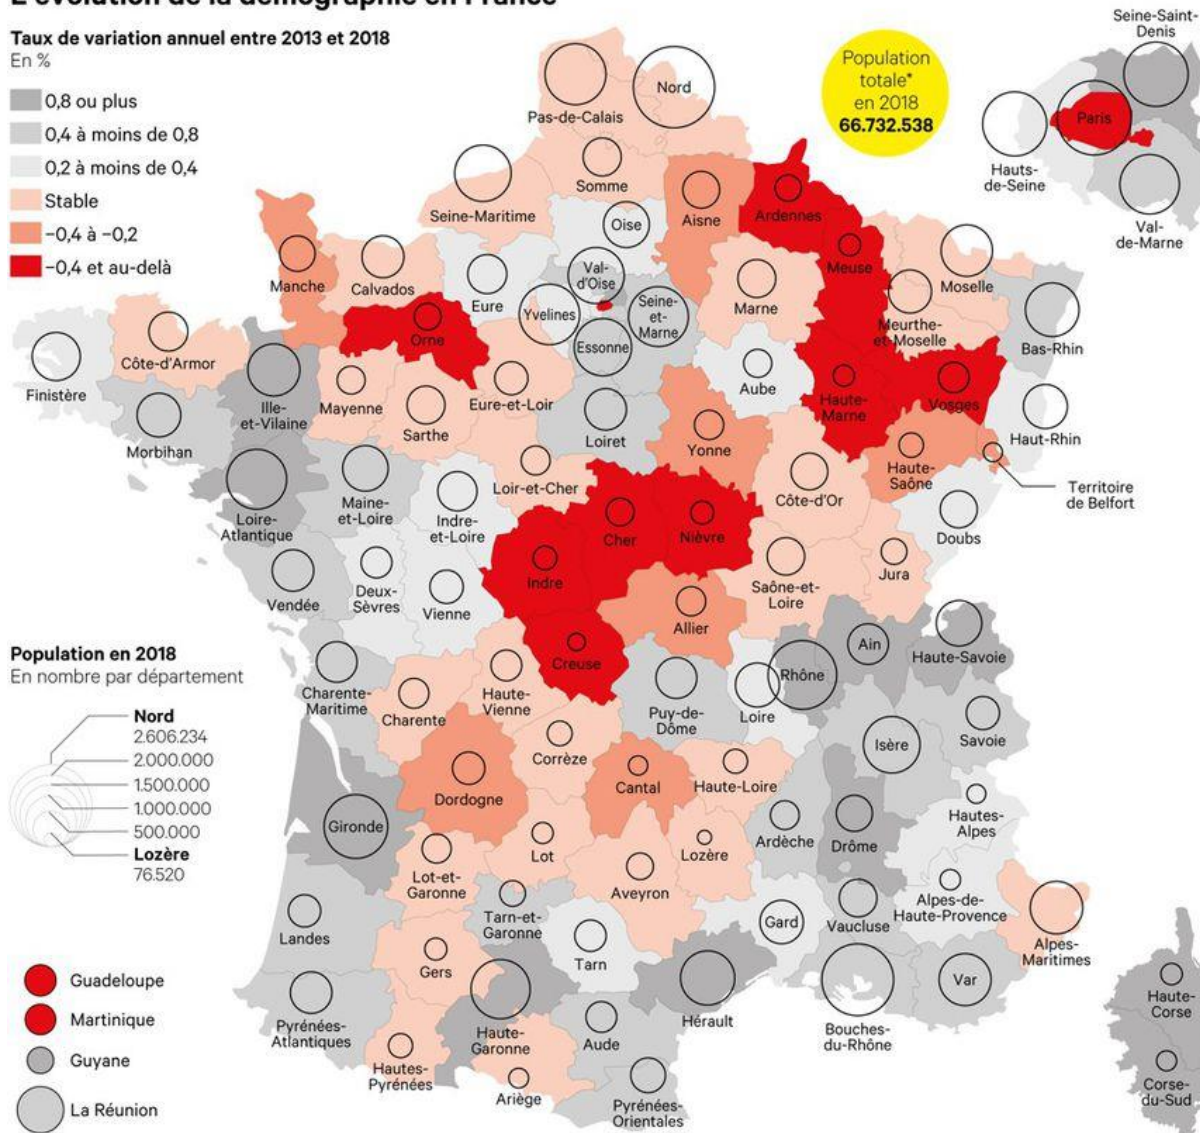 L'évolution de la démographie en France
Taux de variation annuel entre 2013 et 2018
En %
0,8 ou plus
0,4 à moins de 0,8
0,2 à moins de 0,4
Stable
−0,4 à −0,2
−0,4 et au-delà
Population
totale*
en 2018
66.732.538
Seine-Saint-
Denis
Paris
Hauts-
de-Seine
Val-
de-Marne
Nord
Pas-de-Calais
Somme
Seine-Maritime
Oise
Aisne
Ardennes
Manche
Calvados
Eure
Val-
d'Oise
Yvelines
Seine-
et-
Marne
Essonne
Marne
Meuse
Moselle
Meurthe-
et-Moselle
Bas-Rhin
Finistère
Côte-d'Armor
Orne
Ille-
et-Vilaine
Mayenne
Sarthe
Eure-et-Loir
Loiret
Aube
Haute-
Marne
Vosges
Haut-Rhin
Morbihan
Loir-et-Cher
Yonne
Haute-
Saône
Côte-d'Or
Territoire
de Belfort
Loire-
Atlantique
Maine-
et-Loire
Indre-
et-Loire
Cher
Nièvre
Doubs
Vendée
Deux-
Sèvres
Vienne
Indre
Saône-et-
Loire
Jura
Allier
Creuse
Population en 2018
En nombre par département
Nord
2.606.234
2.000.000
1.500.000
1.000.000
500.000
Lozère
76.520
Charente-
Maritime
Charente
Haute-
Vienne
Puy-de-
Dôme
Loire
Rhône
Ain
Haute-Savoie
Savoie
Isère
Corrèze
Dordogne
Cantal
Haute-Loire
Gironde
Lot
Lozère
Ardèche
Drôme
Hautes-
Alpes
Lot-et-
Garonne
Aveyron
Landes
Tarn-et-
Garonne
Tarn
Gard
Vaucluse
Alpes-de-
Haute-Provence
Alpes-
Maritimes
Gers
Pyrénées-
Atlantiques
Haute-
Garonne
Aude
Hérault
Bouches-
du-Rhône
Var
Hautes-
Pyrénées
Ariège
Pyrénées-
Orientales
Haute-
Corse
Corse-
du-Sud
Guadeloupe
Martinique
Guyane
La Réunion